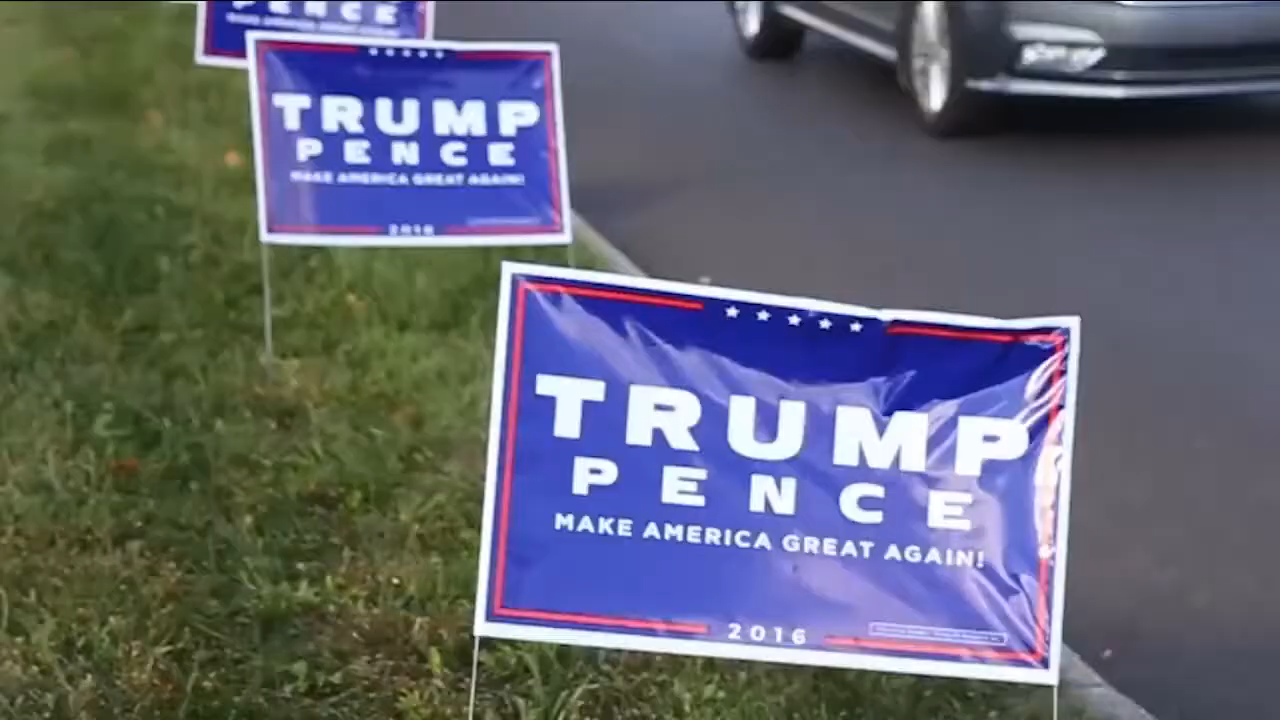 PENCE
TRUMP
PENCE
MAKE AMERICA GREAT AGAIN!
2016
TRUMP
PENCE
MAKE AMERICA GREAT AGAIN!
2016